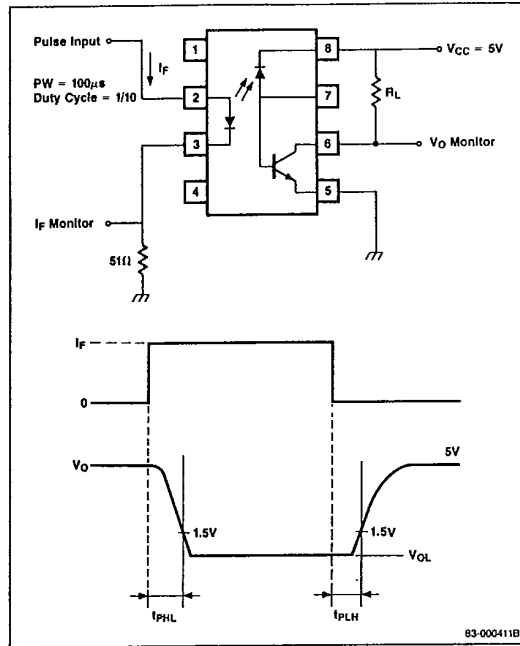 Pulse Input
IF
PW = 100μs
Duty Cycle = 1/10
1
2
3
4
8
7
6
5
VCC = 5V
RL
VO Monitor
IF Monitor
51Ω
IF
0
VO
5V
1.5V
1.5V
VOL
tPHL
tPLH
83-000411B